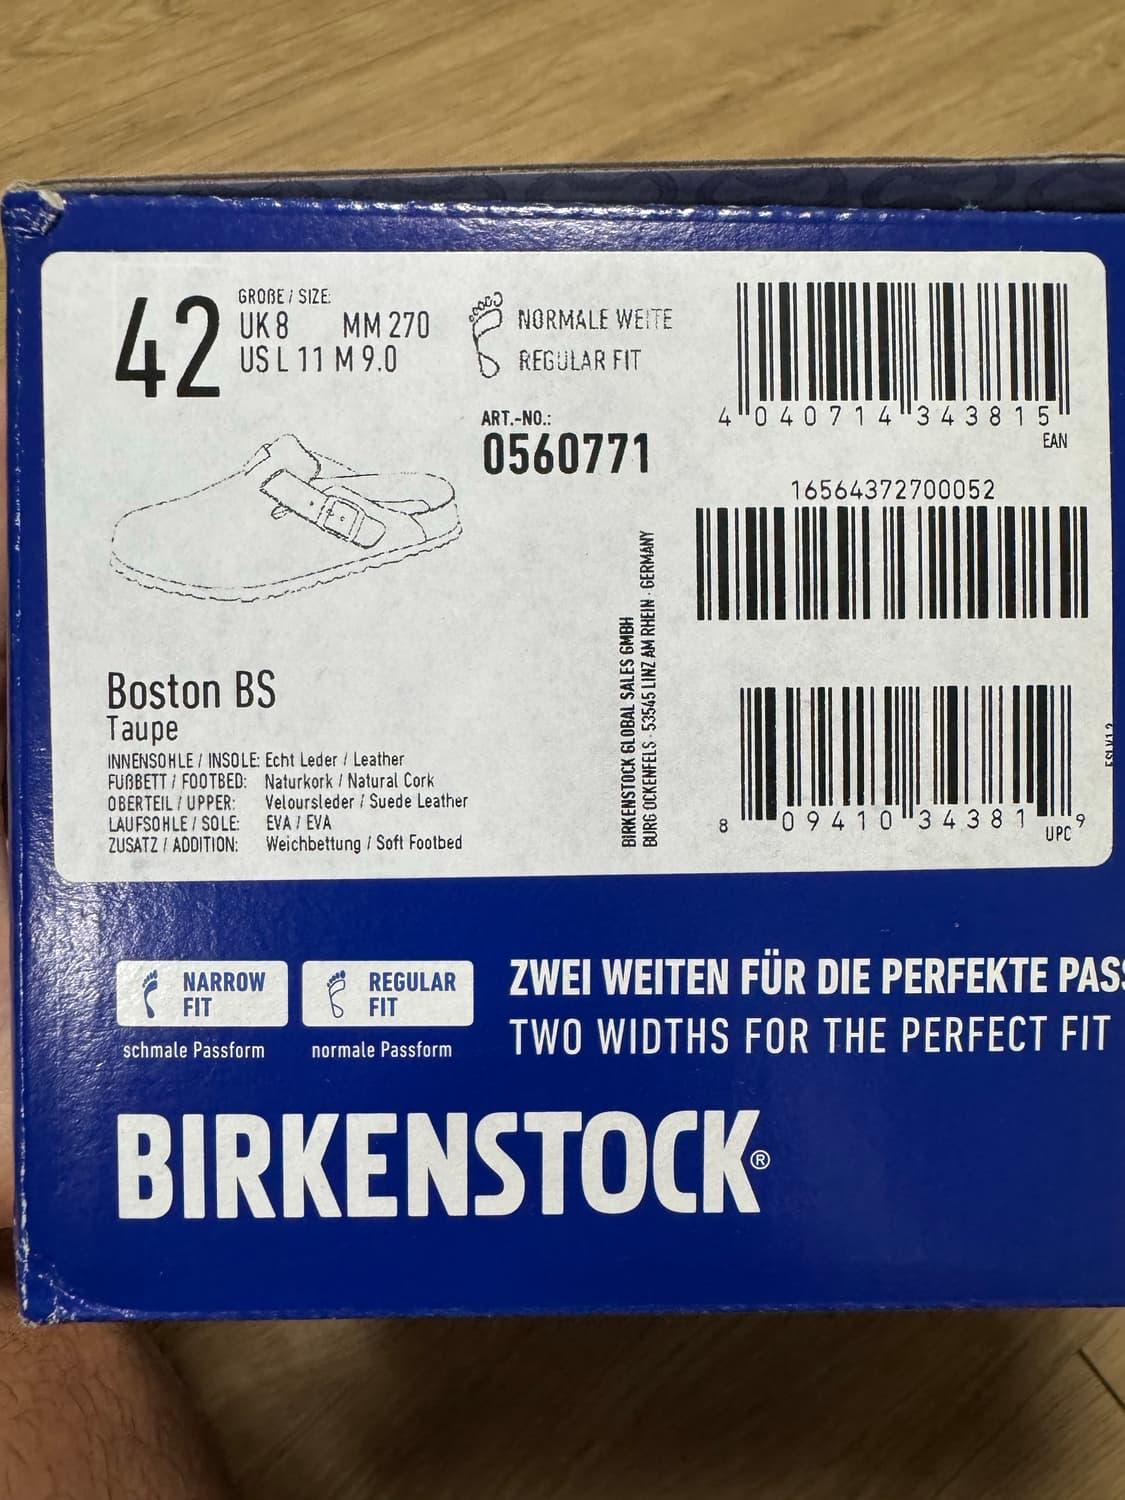 42
GRÖßE / SIZE:
UK 8 MM 270
US L 11 M 9.0
NORMALE WEITE
REGULAR FIT
ART.-NO.:
0560771
4 040714 343815
EAN
16564372700052
BIRKENSTOCK GLOBAL SALES GMBH
BURG OCKENFELS · 53545 LINZ AM RHEIN · GERMANY
Boston BS
Taupe
INNENSOHLE / INSOLE: Echt Leder / Leather
FUßBETT / FOOTBED: Naturkork / Natural Cork
OBERTEIL / UPPER: Veloursleder / Suede Leather
LAUFSOHLE / SOLE: EVA / EVA
ZUSATZ / ADDITION: Weichbettung / Soft Footbed
8 09410 34381 9
UPC
NARROW
FIT
schmale Passform
REGULAR
FIT
normale Passform
ZWEI WEITEN FÜR DIE PERFEKTE PASS
TWO WIDTHS FOR THE PERFECT FIT
BIRKENSTOCK®